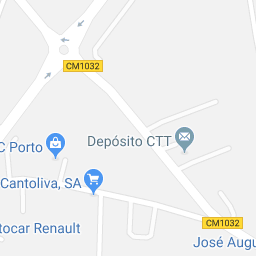 CM1032
Depósito CTT
C Porto
Cantoliva, SA
CM1032
tocar Renault
José Augu